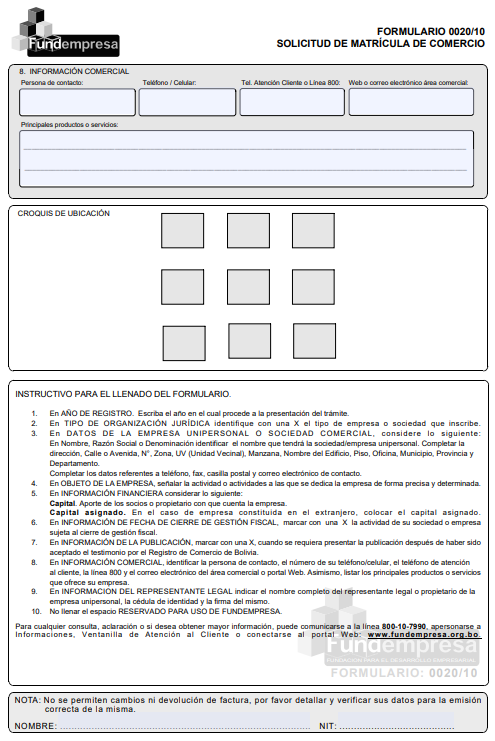 Fundempresa
FORMULARIO 0020/10
SOLICITUD DE MATRÍCULA DE COMERCIO
8. INFORMACIÓN COMERCIAL
Persona de contacto:
Teléfono / Celular:
Tel. Atención Cliente o Línea 800:
Web o correo electrónico área comercial:
Principales productos o servicios:
CROQUIS DE UBICACIÓN
INSTRUCTIVO PARA EL LLENADO DEL FORMULARIO.
1. En AÑO DE REGISTRO. Escriba el año en el cual procede a la presentación del trámite.
2. En TIPO DE ORGANIZACIÓN JURÍDICA identifique con una X el tipo de empresa o sociedad que inscribe.
3. En DATOS DE LA EMPRESA UNIPERSONAL O SOCIEDAD COMERCIAL, considere lo siguiente:
En Nombre, Razón Social o Denominación identificar el nombre que tendrá la sociedad/empresa unipersonal. Completar la
dirección, Calle o Avenida, N°, Zona, UV (Unidad Vecinal), Manzana, Nombre del Edificio, Piso, Oficina, Municipio, Provincia y
Departamento.
Completar los datos referentes a teléfono, fax, casilla postal y correo electrónico de contacto.
4. En OBJETO DE LA EMPRESA, señalar la actividad o actividades a las que se dedica la empresa de forma precisa y determinada.
5. En INFORMACIÓN FINANCIERA considerar lo siguiente:
Capital. Aporte de los socios o propietario con que cuenta la empresa.
Capital asignado. En el caso de empresa constituida en el extranjero, colocar el capital asignado.
6. En INFORMACIÓN DE FECHA DE CIERRE DE GESTIÓN FISCAL, marcar con una X la actividad de su sociedad o empresa
sujeta al cierre de gestión fiscal.
7. En INFORMACIÓN DE LA PUBLICACIÓN, marcar con una X, cuando se requiera presentar la publicación después de haber sido
aceptado el testimonio por el Registro de Comercio de Bolivia.
8. En INFORMACIÓN COMERCIAL, identificar la persona de contacto, el número de su teléfono/celular, el teléfono de atención
al cliente, la línea 800 y el correo electrónico del área comercial o portal Web. Asimismo, listar los principales productos o servicios
que ofrece su empresa.
9. En INFORMACION DEL REPRESENTANTE LEGAL indicar el nombre completo del representante legal o propietario de la
empresa unipersonal, la cédula de identidad y la firma del mismo.
10. No llenar el espacio RESERVADO PARA USO DE FUNDEMPRESA.
Para cualquier consulta, aclaración o si desea obtener mayor información, puede comunicarse a la línea 800-10-7990, apersonarse a
Informaciones, Ventanilla de Atención al Cliente o conectarse al portal Web: www.fundempresa.org.bo.
Fundempresa
FUNDACIÓN PARA EL DESARROLLO EMPRESARIAL
FORMULARIO: 0020/10
NOTA: No se permiten cambios ni devolución de factura, por favor detallar y verificar sus datos para la emisión
correcta de la misma.
NOMBRE: NIT: